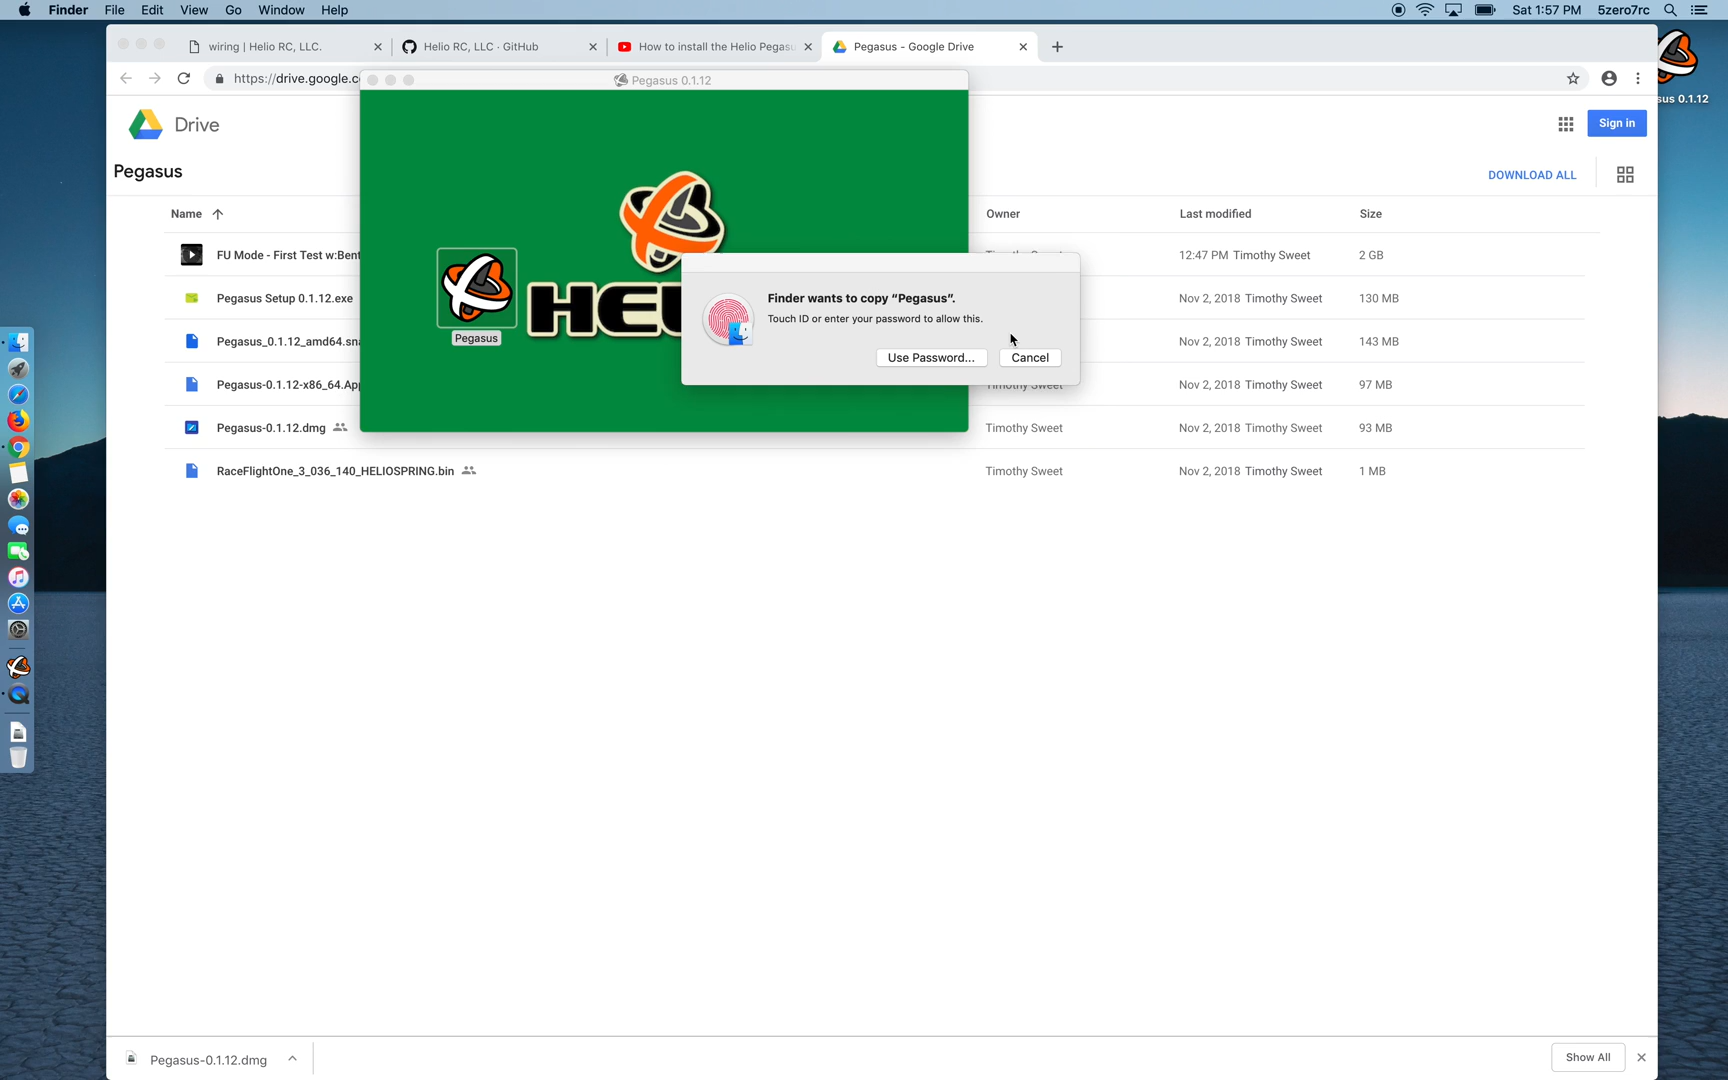 Finder File Edit View Go Window Help Sat 1:57 PM 5zero7rc
wiring | Helio RC, LLC. Helio RC, LLC · GitHub How to install the Helio Pegasu Pegasus - Google Drive
https://drive.google.c
Pegasus 0.1.12
sus 0.1.12
Drive
Sign in
Pegasus
DOWNLOAD ALL
Name Owner Last modified Size
FU Mode - First Test w:Bent 12:47 PM Timothy Sweet 2 GB
Pegasus Setup 0.1.12.exe Nov 2, 2018 Timothy Sweet 130 MB
Pegasus_0.1.12_amd64.sna Nov 2, 2018 Timothy Sweet 143 MB
Pegasus-0.1.12-x86_64.App Timothy Sweet Nov 2, 2018 Timothy Sweet 97 MB
Pegasus-0.1.12.dmg Timothy Sweet Nov 2, 2018 Timothy Sweet 93 MB
RaceFlightOne_3_036_140_HELIOSPRING.bin Timothy Sweet Nov 2, 2018 Timothy Sweet 1 MB
HEL
Pegasus
Finder wants to copy “Pegasus”.
Touch ID or enter your password to allow this.
Use Password... Cancel
Pegasus-0.1.12.dmg Show All